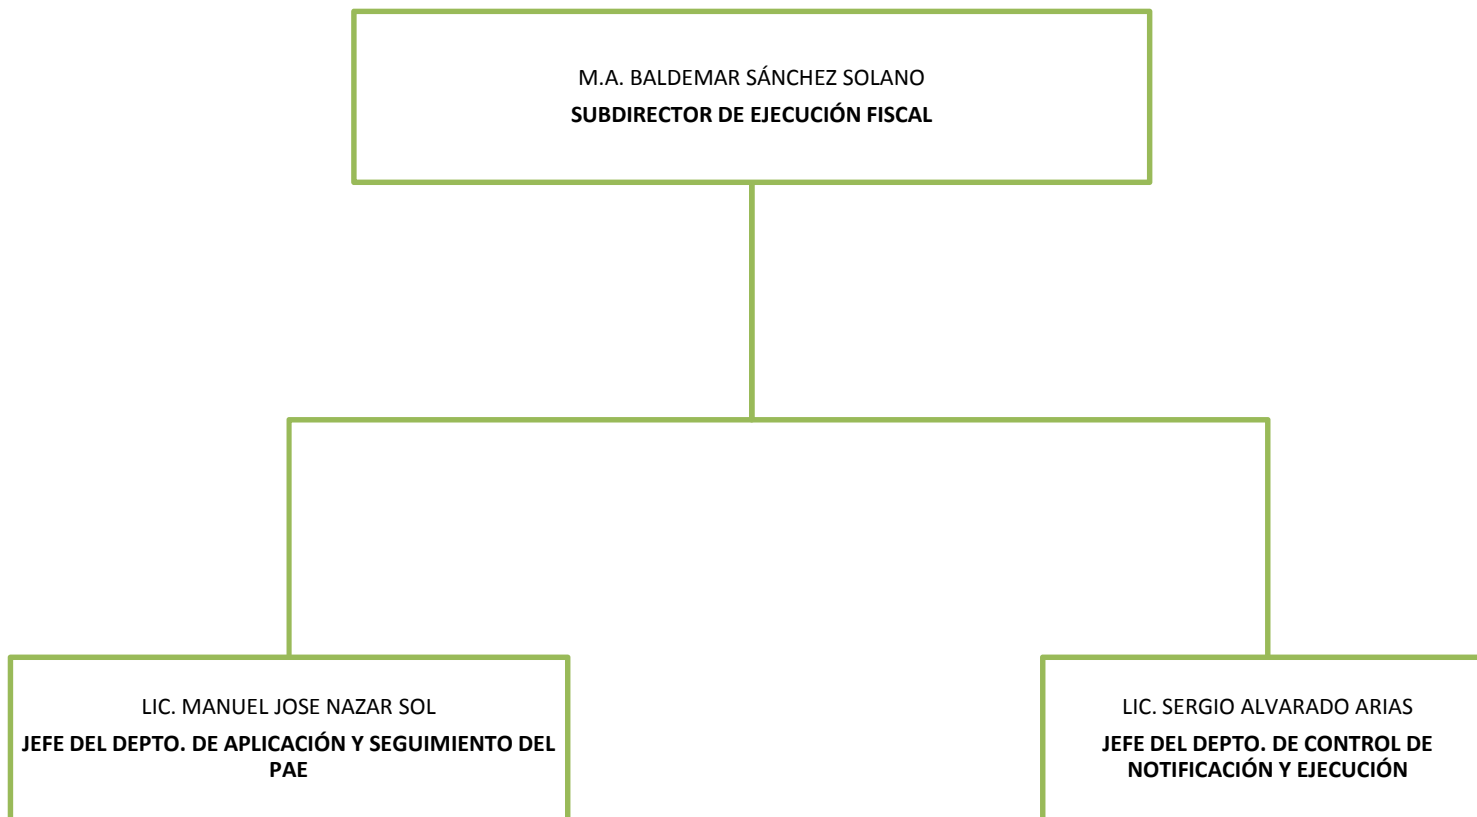 M.A. BALDEMAR SÁNCHEZ SOLANO
SUBDIRECTOR DE EJECUCIÓN FISCAL
LIC. MANUEL JOSE NAZAR SOL
JEFE DEL DEPTO. DE APLICACIÓN Y SEGUIMIENTO DEL
PAE
LIC. SERGIO ALVARADO ARIAS
JEFE DEL DEPTO. DE CONTROL DE
NOTIFICACIÓN Y EJECUCIÓN